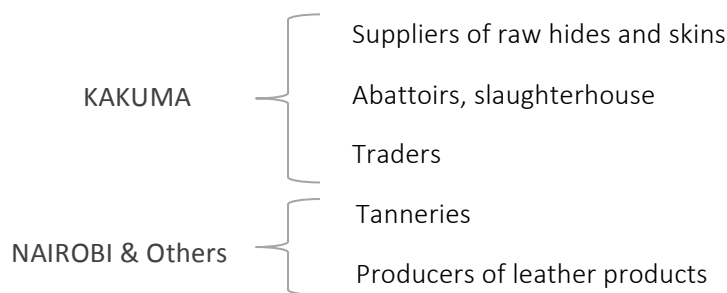 Suppliers of raw hides and skins
KAKUMA
Abattoirs, slaughterhouse
Traders
Tanneries
NAIROBI & Others
Producers of leather products